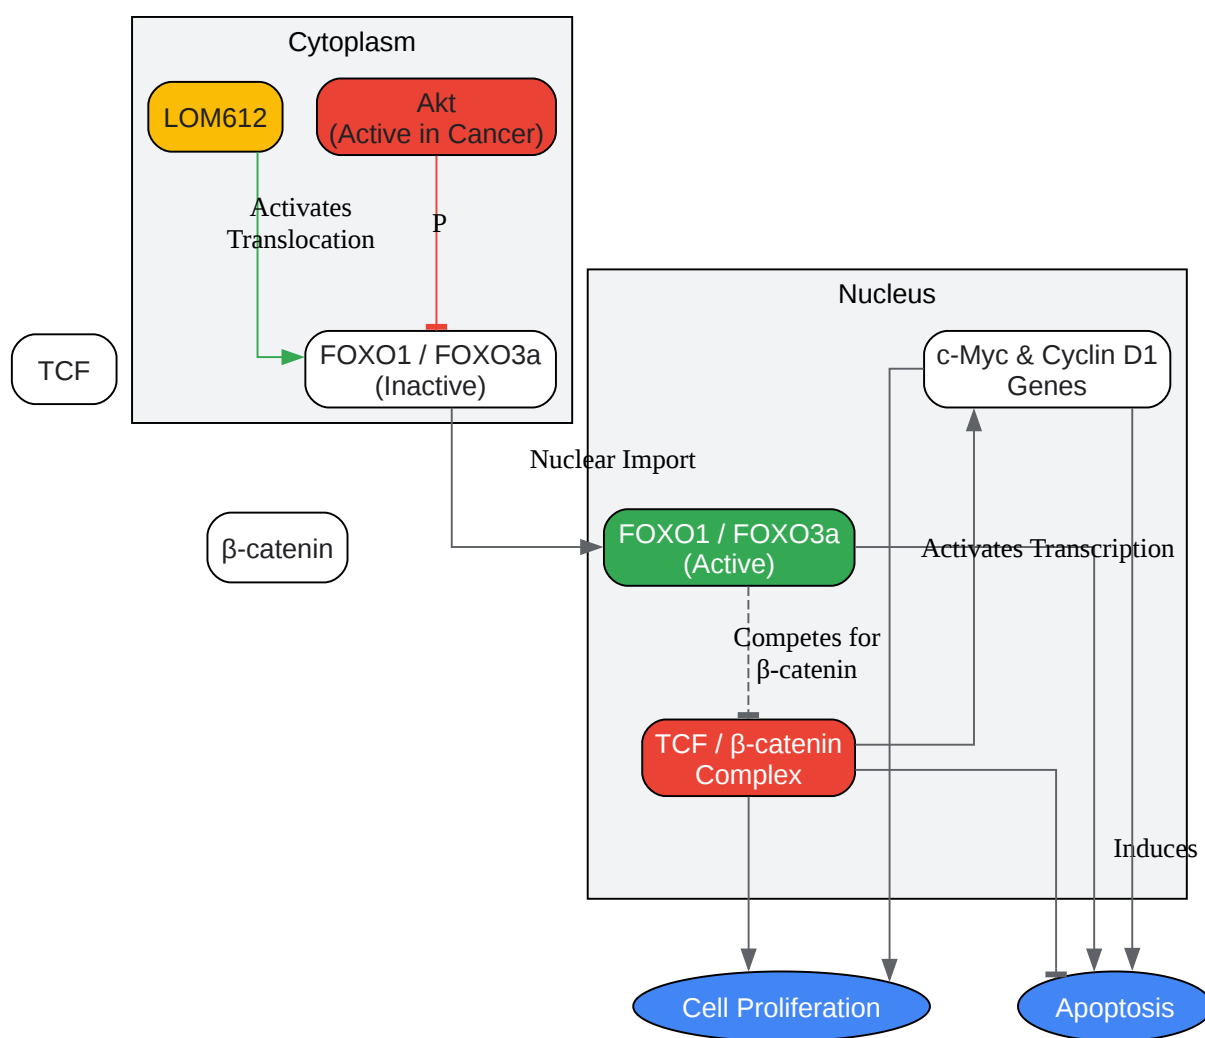 Cytoplasm
LOM612
Akt
(Active in Cancer)
Activates
Translocation
P
Nucleus
TCF
FOXO1 / FOXO3a
(Inactive)
c-Myc & Cyclin D1
Genes
Nuclear Import
β-catenin
FOXO1 / FOXO3a
(Active)
Activates Transcription
Competes for
β-catenin
TCF / β-catenin
Complex
Induces
Cell Proliferation
Apoptosis